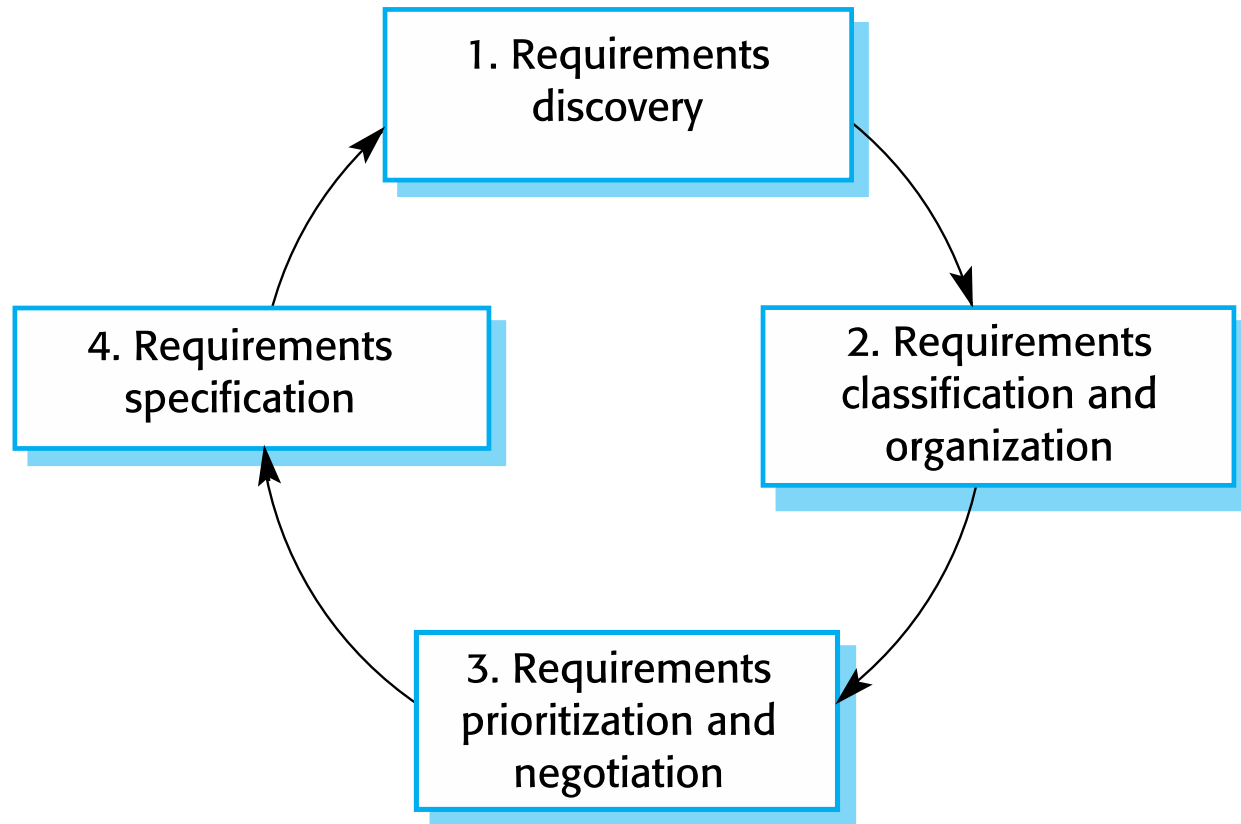 1. Requirements
discovery
2. Requirements
classification and
organization
3. Requirements
prioritization and
negotiation
4. Requirements
specification